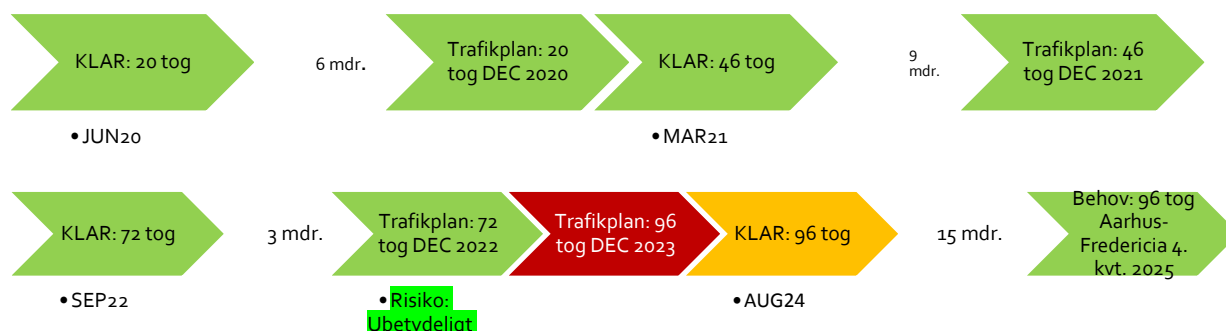 KLAR: 20 tog
6 mdr.
Trafikplan: 20
tog DEC 2020
KLAR: 46 tog
9
mdr.
Trafikplan: 46
tog DEC 2021
• JUN20
• MAR21
KLAR: 72 tog
3 mdr.
Trafikplan: 72
tog DEC 2022
Trafikplan: 96
tog DEC 2023
KLAR: 96 tog
15 mdr.
Behov: 96 tog
Aarhus-
Fredericia 4.
kvt. 2025
• SEP22
• Risiko:
Ubetydeligt
• AUG24